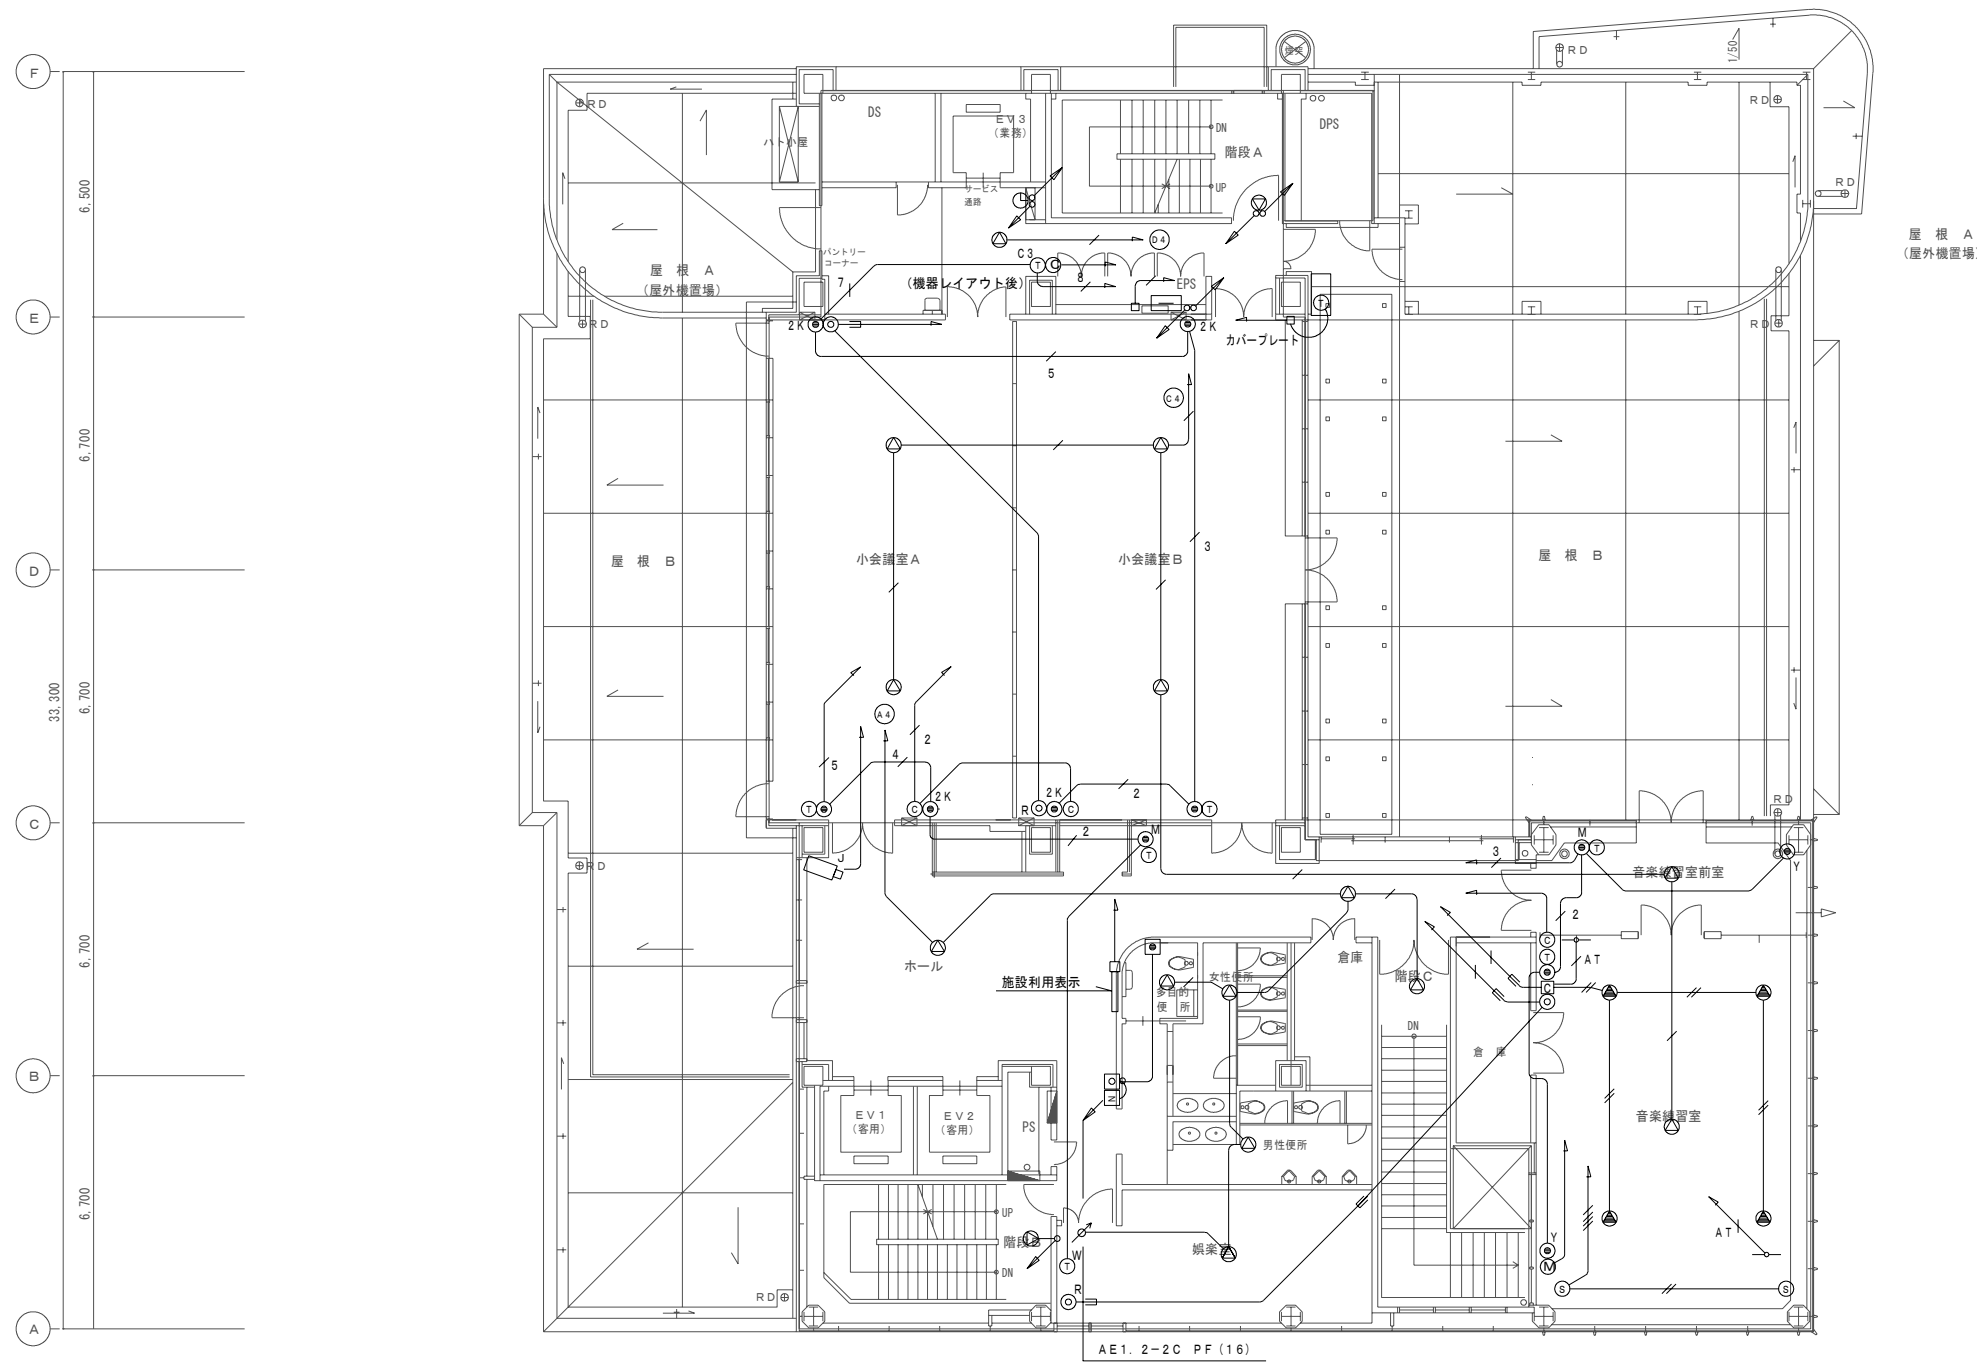 F
6,500
E
6,700
D
33,300
6,700
C
6,700
B
6,700
A
煙突
RD
1/50
RD
RD
RD
DS
EV3
(業務)
DN
階段A
DPS
ハト小屋
サービス
通路
UP
パントリー
コーナー
C3
T
C
D4
8
EPS
屋 根 A
(屋外機置場)
7
(機器レイアウト後)
屋 根 A
(屋外機置場)
RD
2K
2K
T
カバープレート
RD
5
C4
3
屋 根 B
小会議室A
小会議室B
屋 根 B
A4
2
5
4
T
C
2K
R
2K
C
2
T
RD
2
M
T
J
M
T
3
音楽練習室前室
Y
RD
2
C
T
AT
C
ホール
施設利用表示
多目的
便 所
女性便所
倉庫
階段C
DN
倉 庫
N
EV1
(客用)
EV2
(客用)
PS
男性便所
音楽練習室
UP
階段B
DN
W
T
娯楽室
R
Y
M
S
S
AT
RD
AE1.2-2C PF(16)